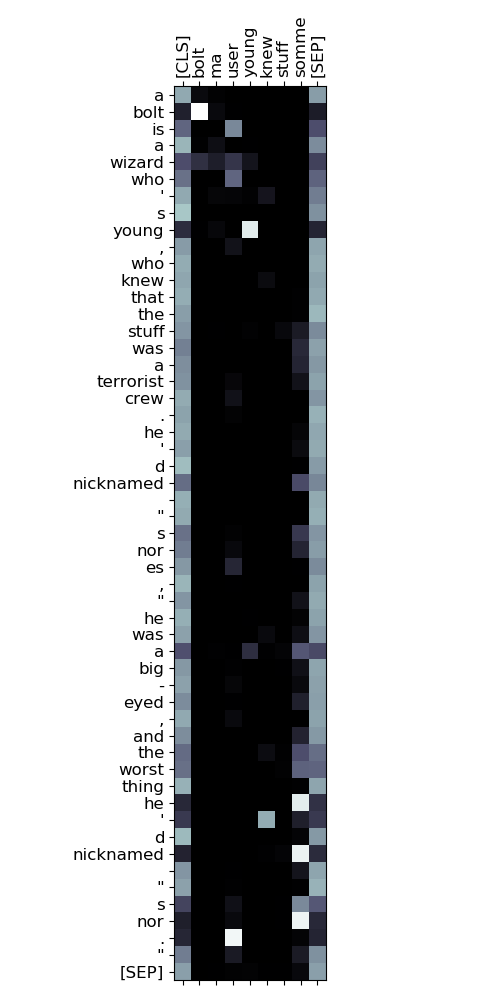 [CLS] bolt ma user young knew stuff somme [SEP]
a
bolt
is
a
wizard
who
'
s
young
,
who
knew
that
the
stuff
was
a
terrorist
crew
.
he
'
d
nicknamed
"
s
nor
es
,
"
he
was
a
big
-
eyed
,
and
the
worst
thing
he
'
d
nicknamed
"
s
nor
.
"
[SEP]